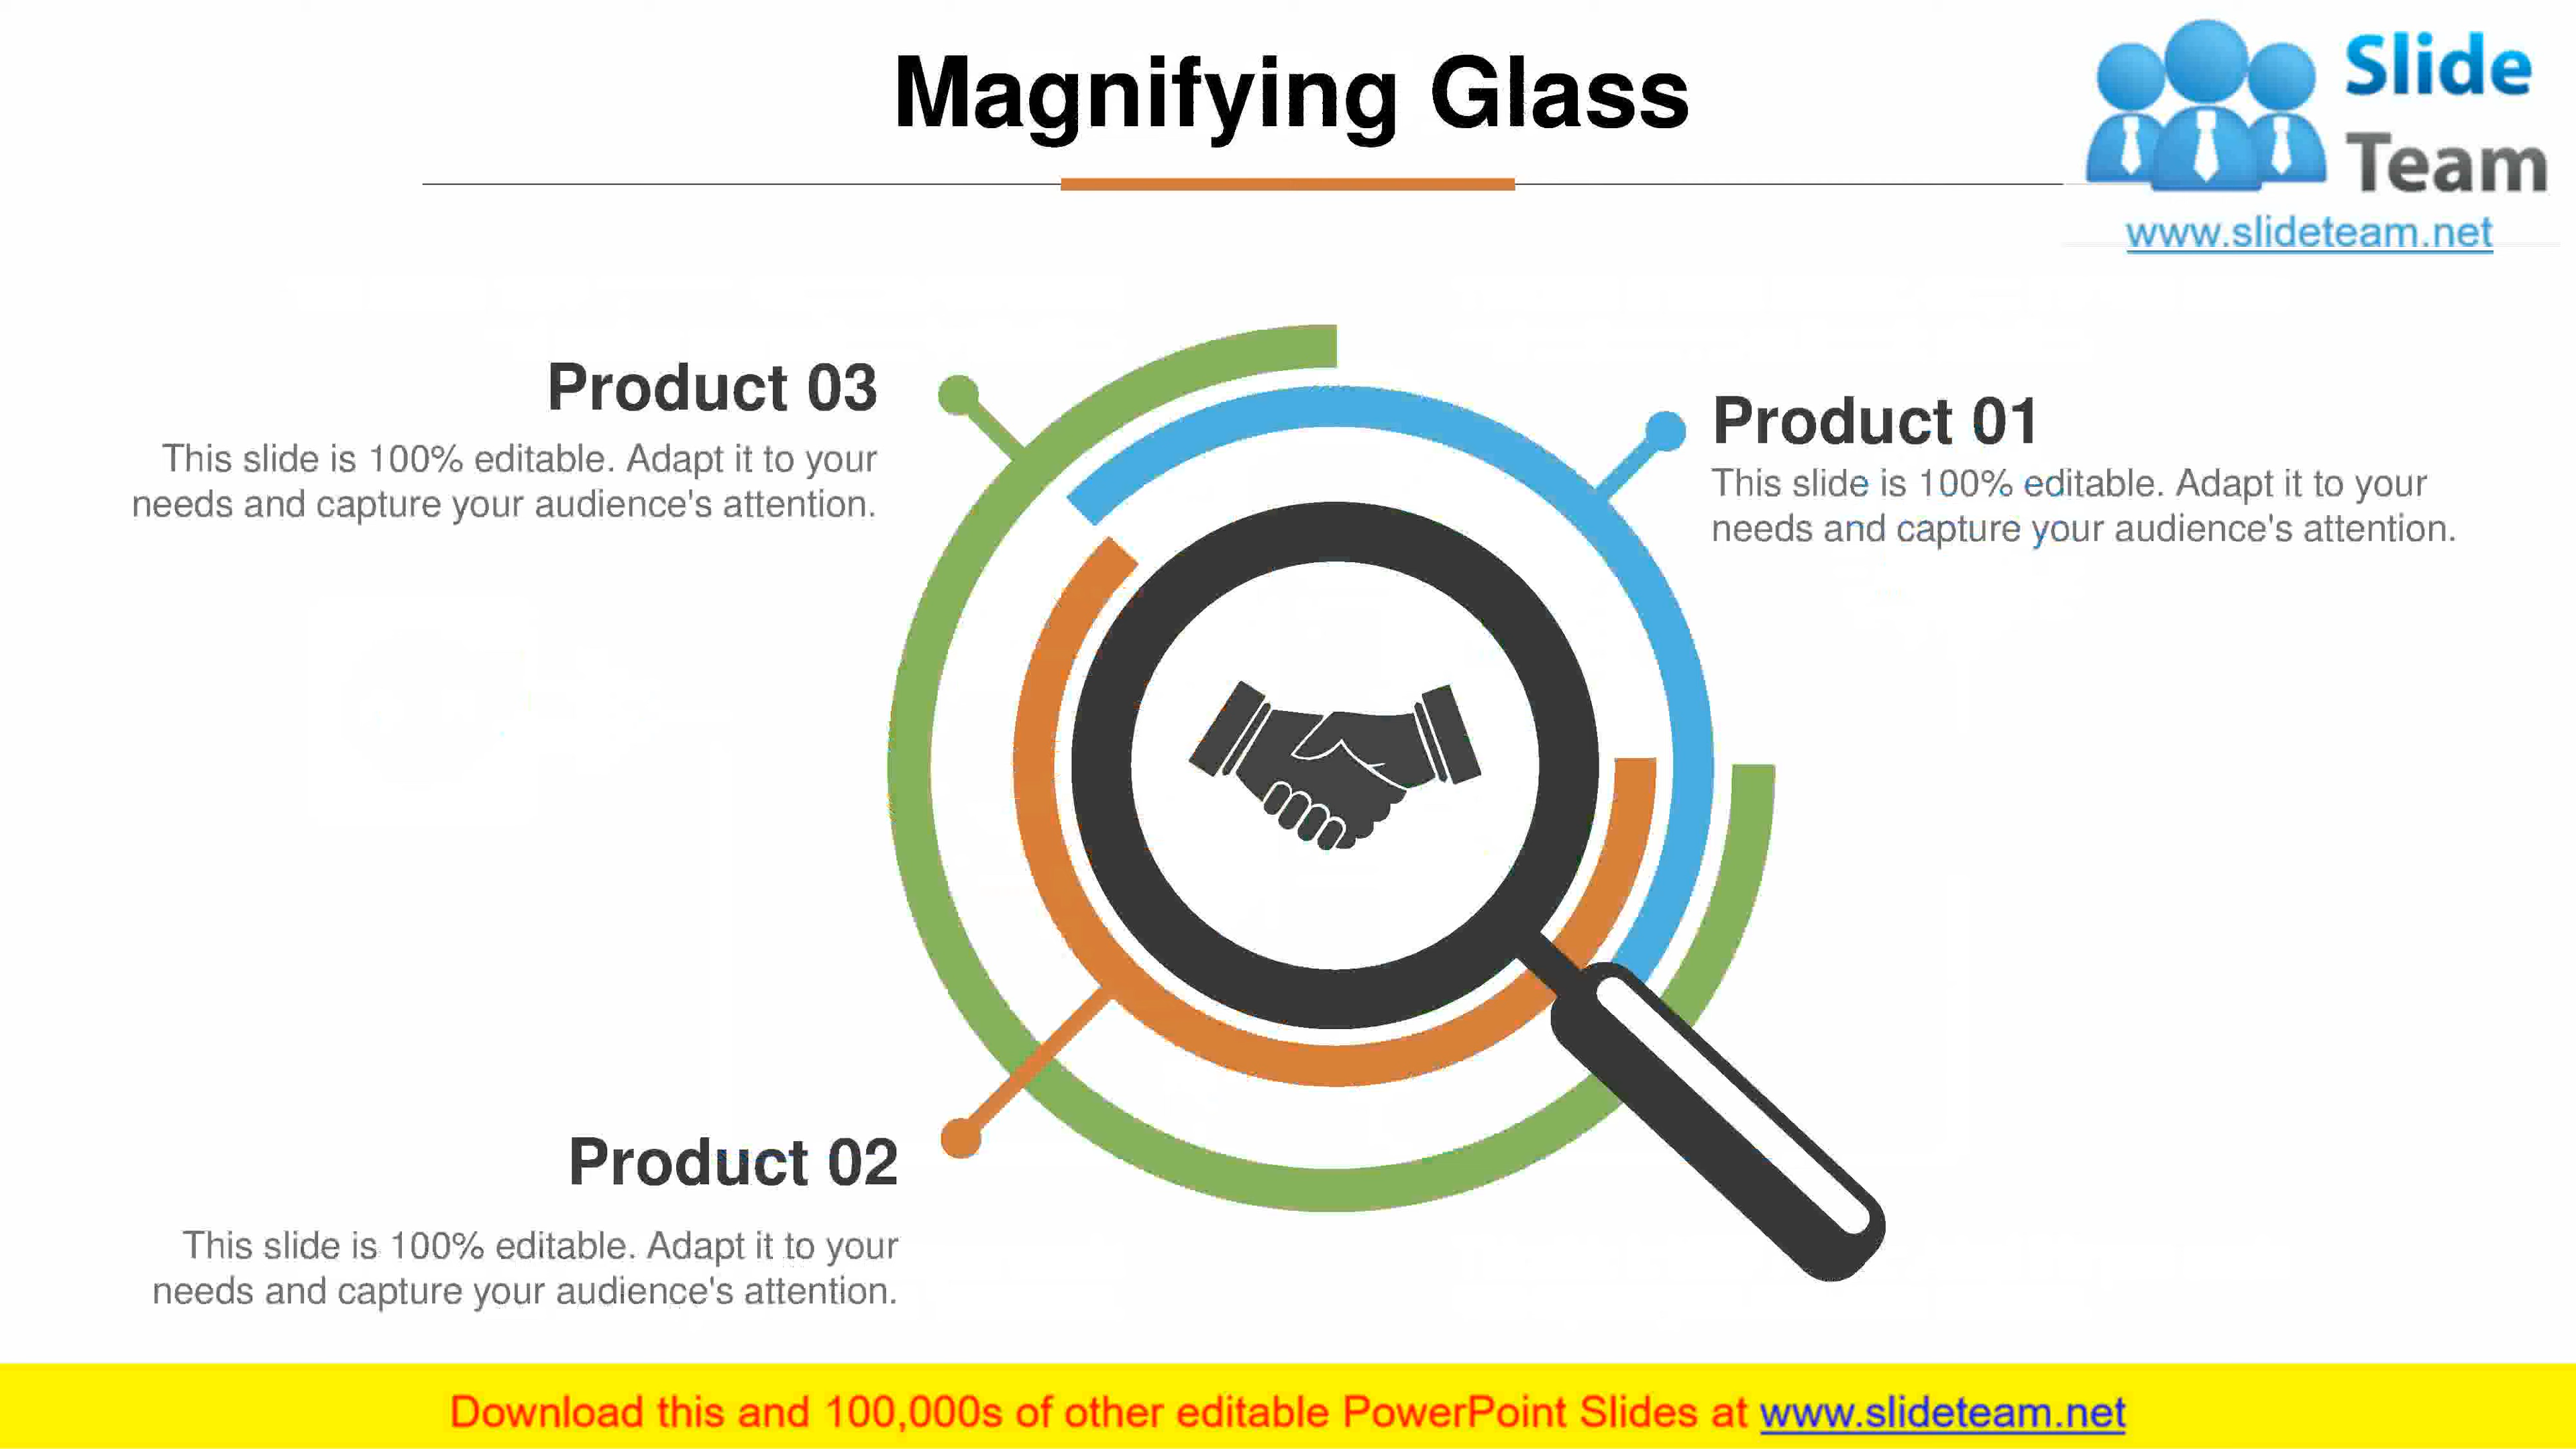 Magnifying Glass
Slide
Team
www.slideteam.net
Product 03
This slide is 100% editable. Adapt it to your
needs and capture your audience's attention.
Product 01
This slide is 100% editable. Adapt it to your
needs and capture your audience's attention.
Product 02
This slide is 100% editable. Adapt it to your
needs and capture your audience's attention.
Download this and 100,000s of other editable PowerPoint Slides at www.slideteam.net